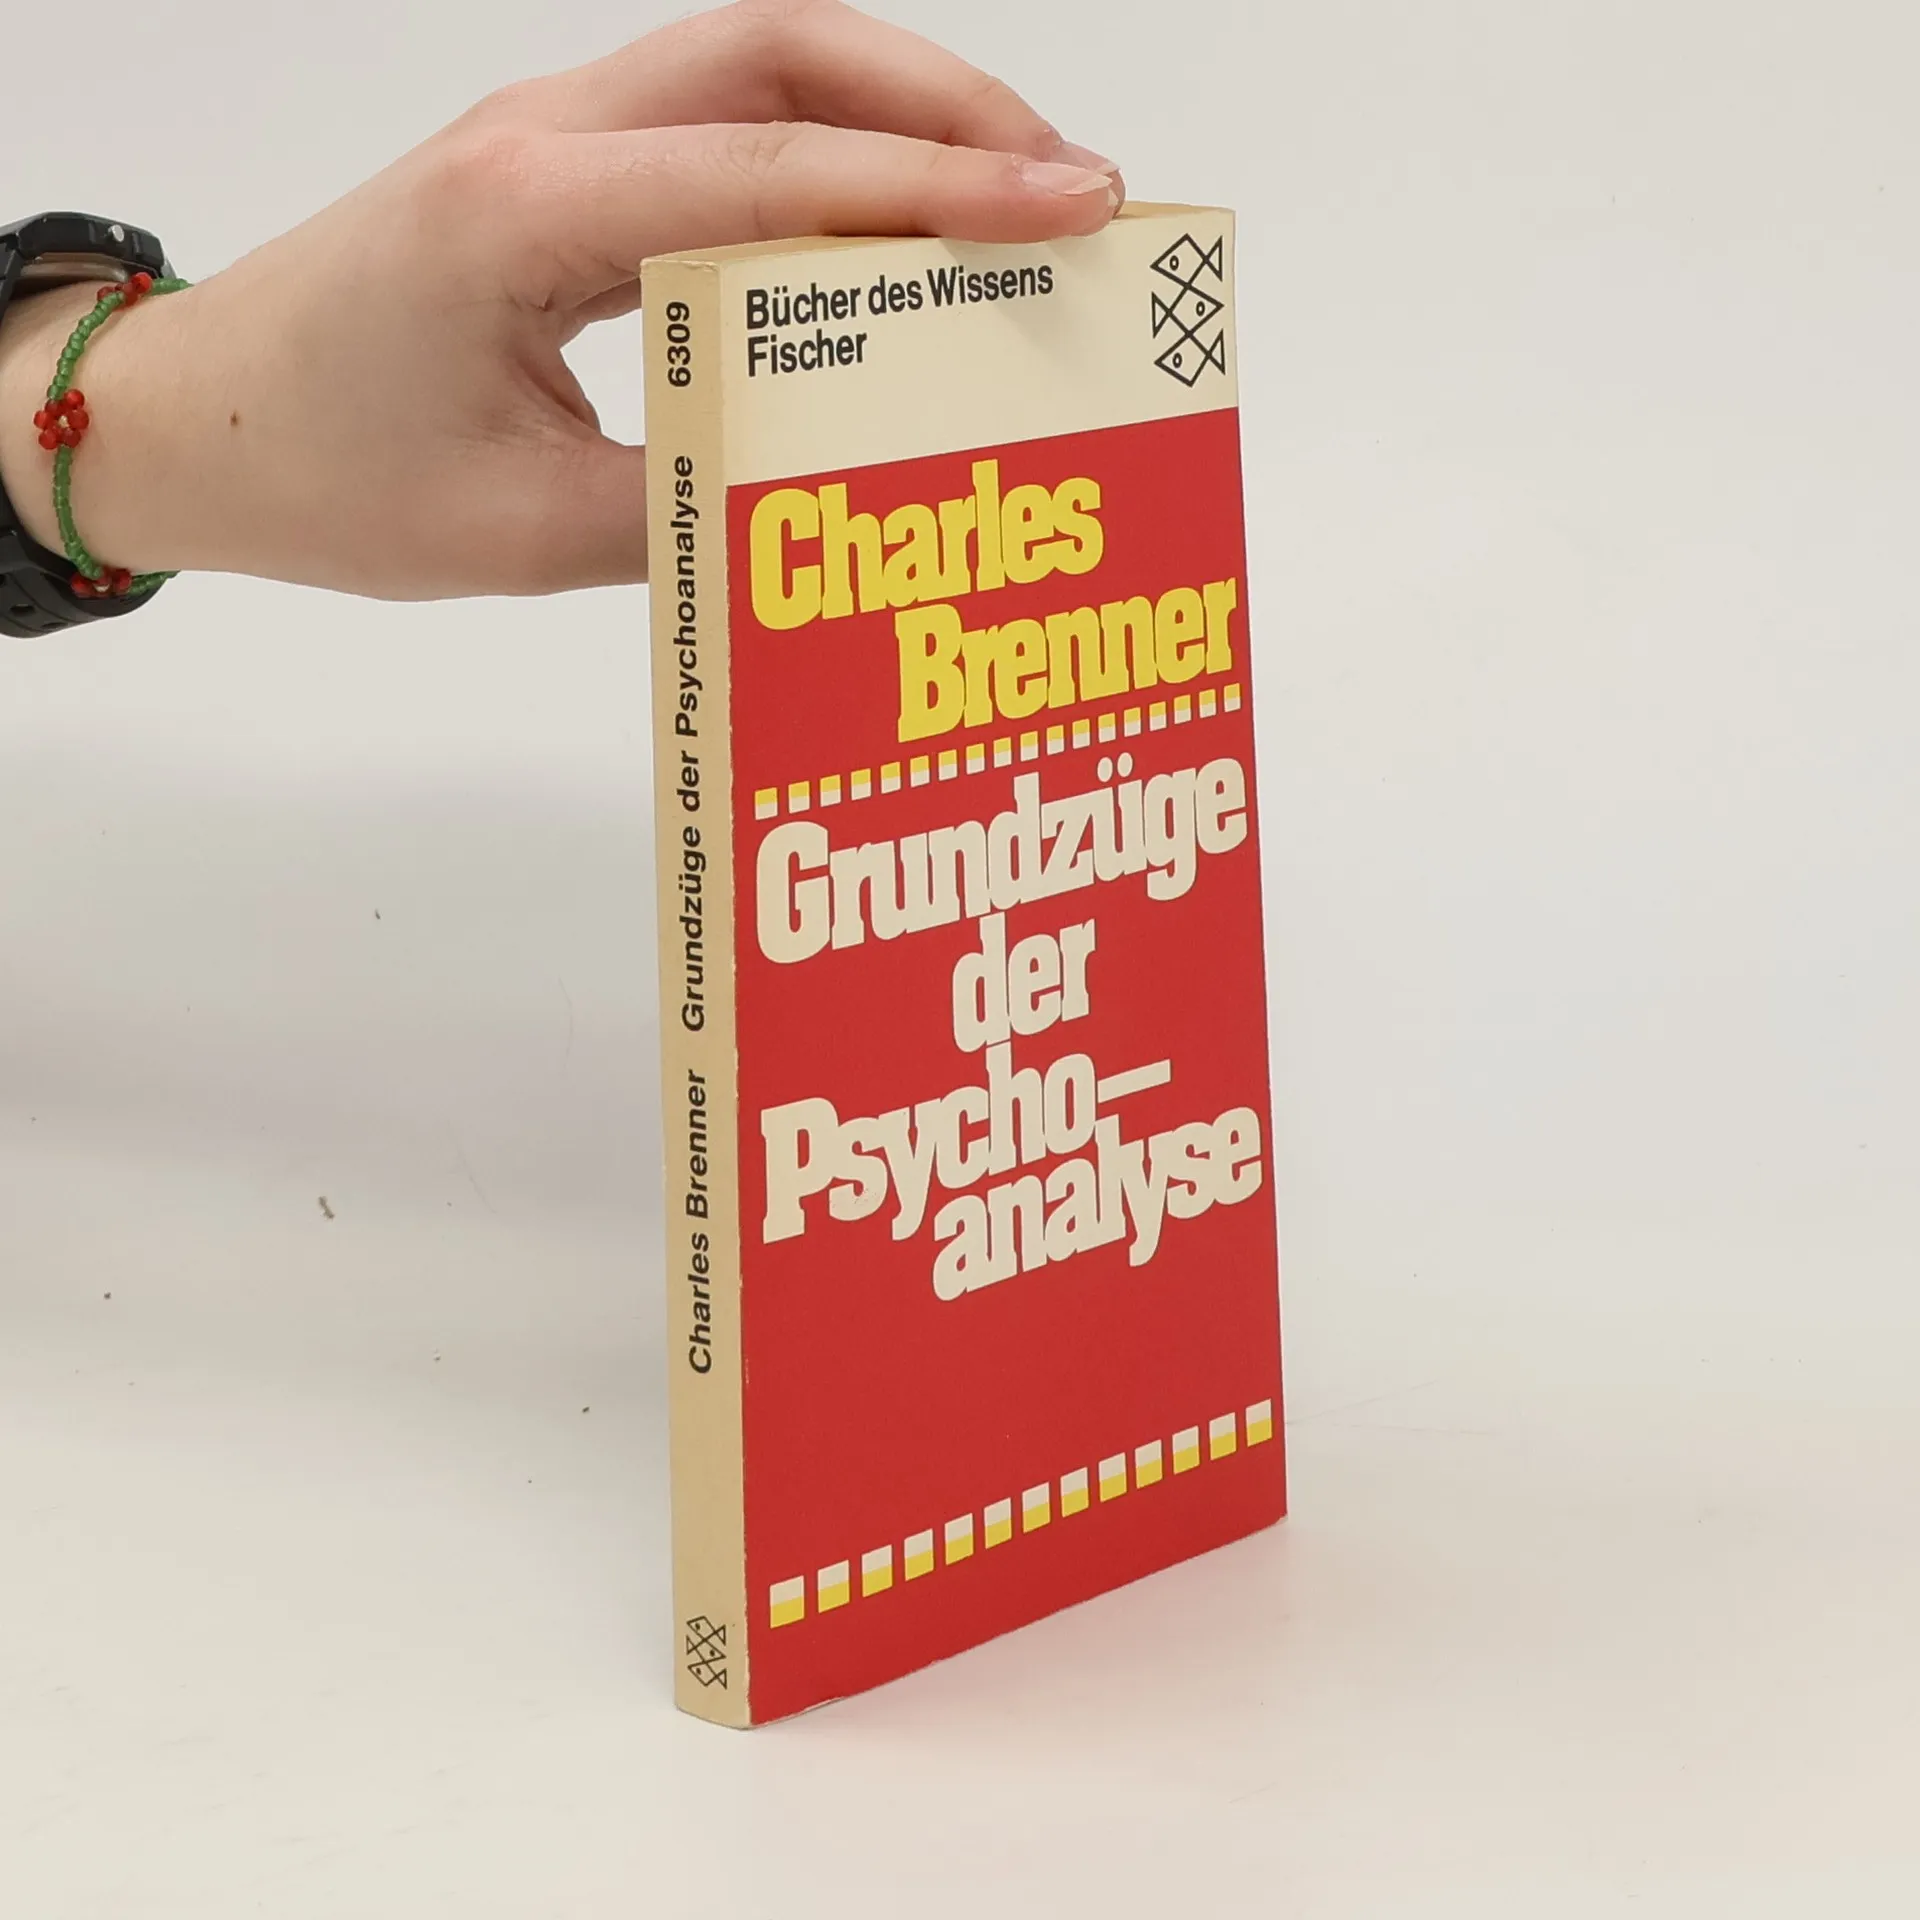 Bücher des Wissens
Fischer
Charles
Brenner
Grundzüge
der
Psycho—
analyse
6309
Charles Brenner Grundzüge der Psychoanalyse